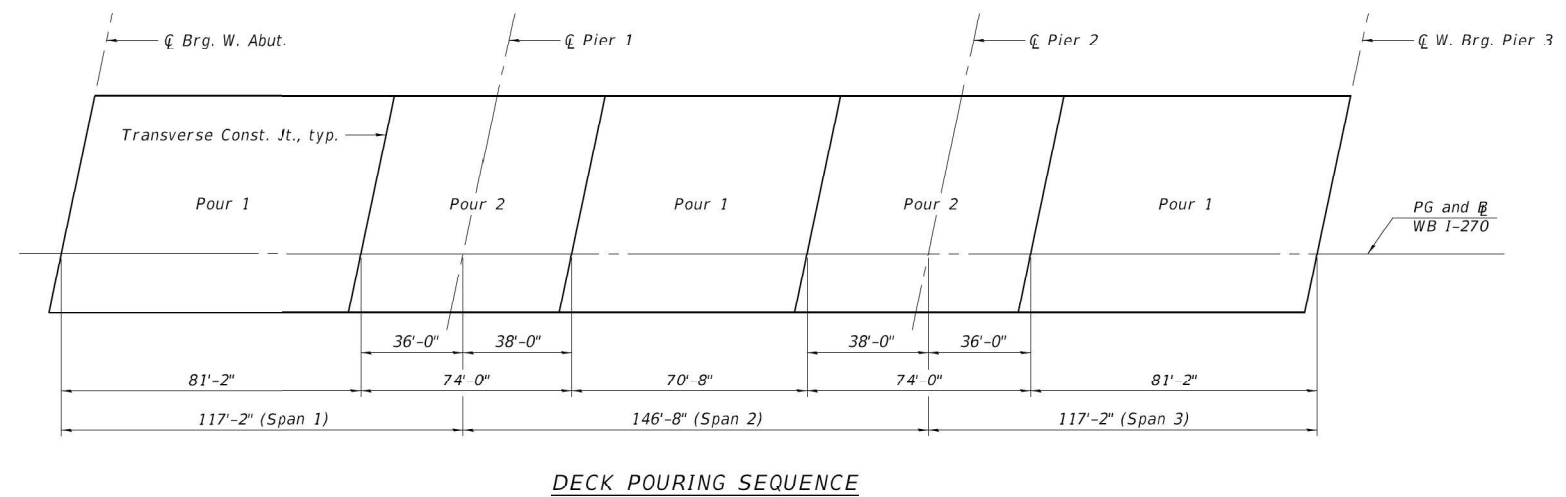 ℄ Brg. W. Abut.
℄ Pier 1
℄ Pier 2
℄ W. Brg. Pier 3
Transverse Const. Jt., typ.
Pour 1
Pour 2
Pour 1
Pour 2
Pour 1
PG and B℄
WB I-270
36'-0"
38'-0"
38'-0"
36'-0"
81'-2"
74'-0"
70'-8"
74'-0"
81'-2"
117'-2" (Span 1)
146'-8" (Span 2)
117'-2" (Span 3)
DECK POURING SEQUENCE